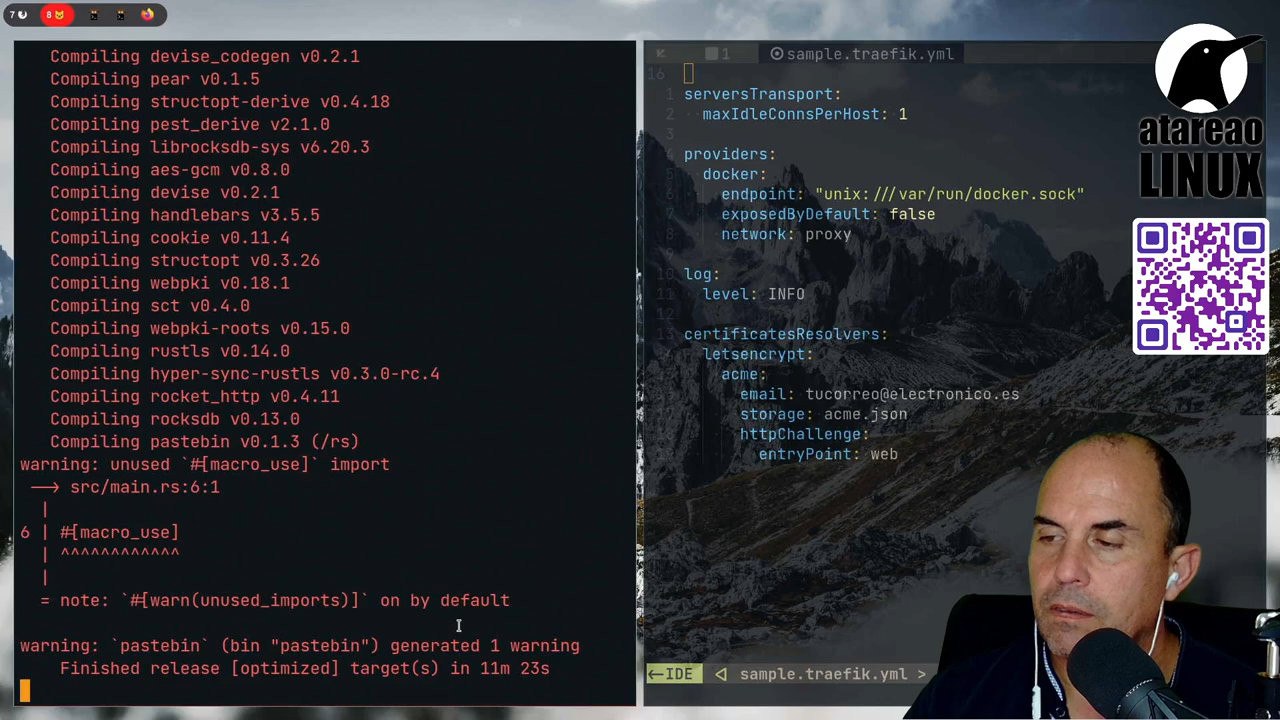 7
8
Compiling devise_codegen v0.2.1
Compiling pear v0.1.5
Compiling structopt-derive v0.4.18
Compiling pest_derive v2.1.0
Compiling librocksdb-sys v6.20.3
Compiling aes-gcm v0.8.0
Compiling devise v0.2.1
Compiling handlebars v3.5.5
Compiling cookie v0.11.4
Compiling structopt v0.3.26
Compiling webpki v0.18.1
Compiling sct v0.4.0
Compiling webpki-roots v0.15.0
Compiling rustls v0.14.0
Compiling hyper-sync-rustls v0.3.0-rc.4
Compiling rocket_http v0.4.11
Compiling rocksdb v0.13.0
Compiling pastebin v0.1.3 (/rs)
warning: unused `#[macro_use]` import
--> src/main.rs:6:1
|
6 | #[macro_use]
| ^^^^^^^^^^^^
|
= note: `#[warn(unused_imports)]` on by default
warning: `pastebin` (bin "pastebin") generated 1 warning
Finished release [optimized] target(s) in 11m 23s
1 sample.traefik.yml
16
1 serversTransport:
2 maxIdleConnsPerHost: 1
3
providers:
docker:
endpoint: "unix:///var/run/docker.sock"
exposedByDefault: false
network: proxy
log:
level: INFO
certificatesResolvers:
letsencrypt:
acme:
email: tucorreo@electronico.es
storage: acme.json
httpChallenge:
entryPoint: web
IDE sample.traefik.yml >
atareao
LINUX